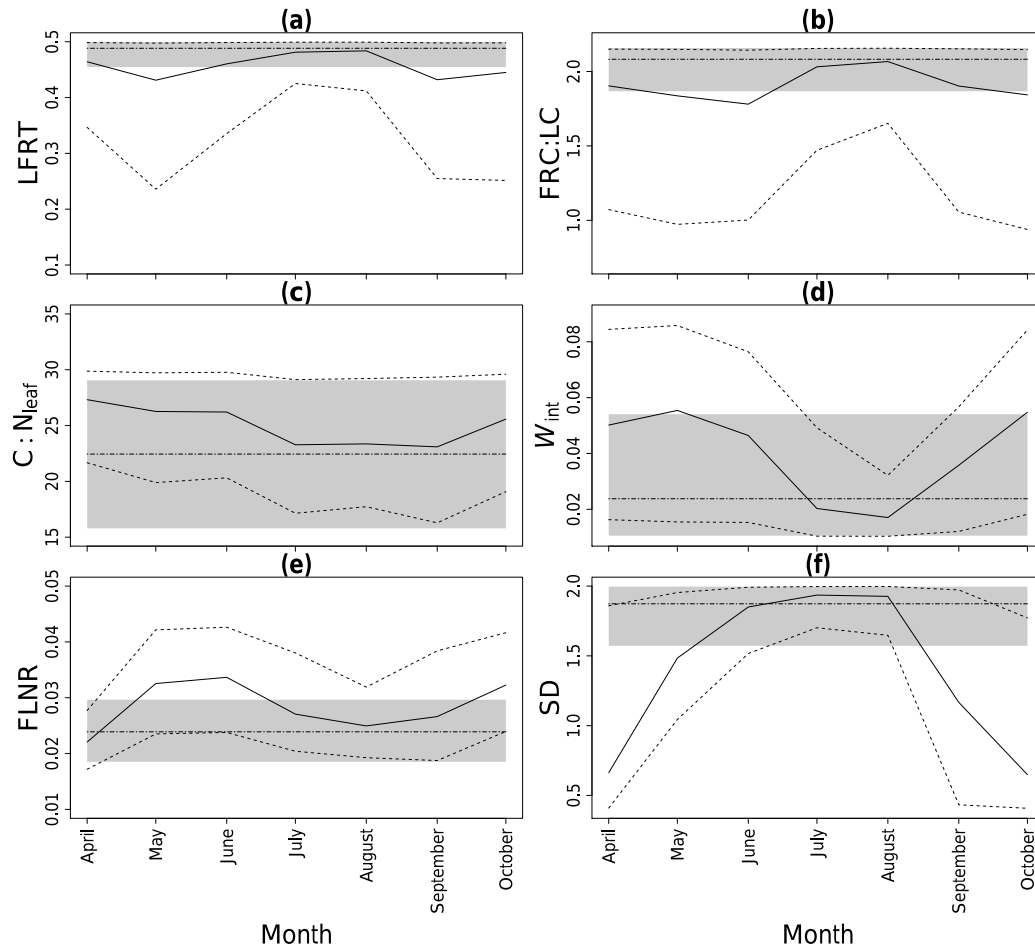 (a)
LFRT
0.5
0.4
0.3
0.2
0.1
(b)
FRC:LC
2.0
1.5
1.0
(c)
C : Nleaf
35
30
25
20
15
(d)
Wint
0.08
0.06
0.04
0.02
(e)
FLNR
0.05
0.04
0.03
0.02
0.01
April
May
June
July
August
September
October
Month
(f)
SD
2.0
1.5
1.0
0.5
April
May
June
July
August
September
October
Month